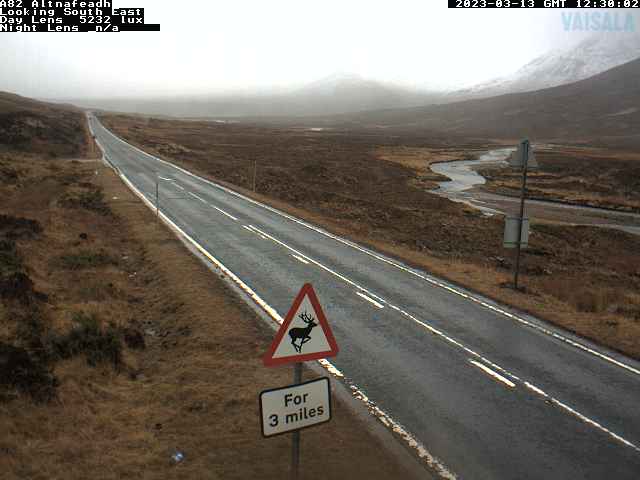 A82 Altnafeadh
Looking South East
Day Lens 5232 lux
Night Lens n/a
2023-03-13 GMT 12:30:02
VAISALA
For
3 miles